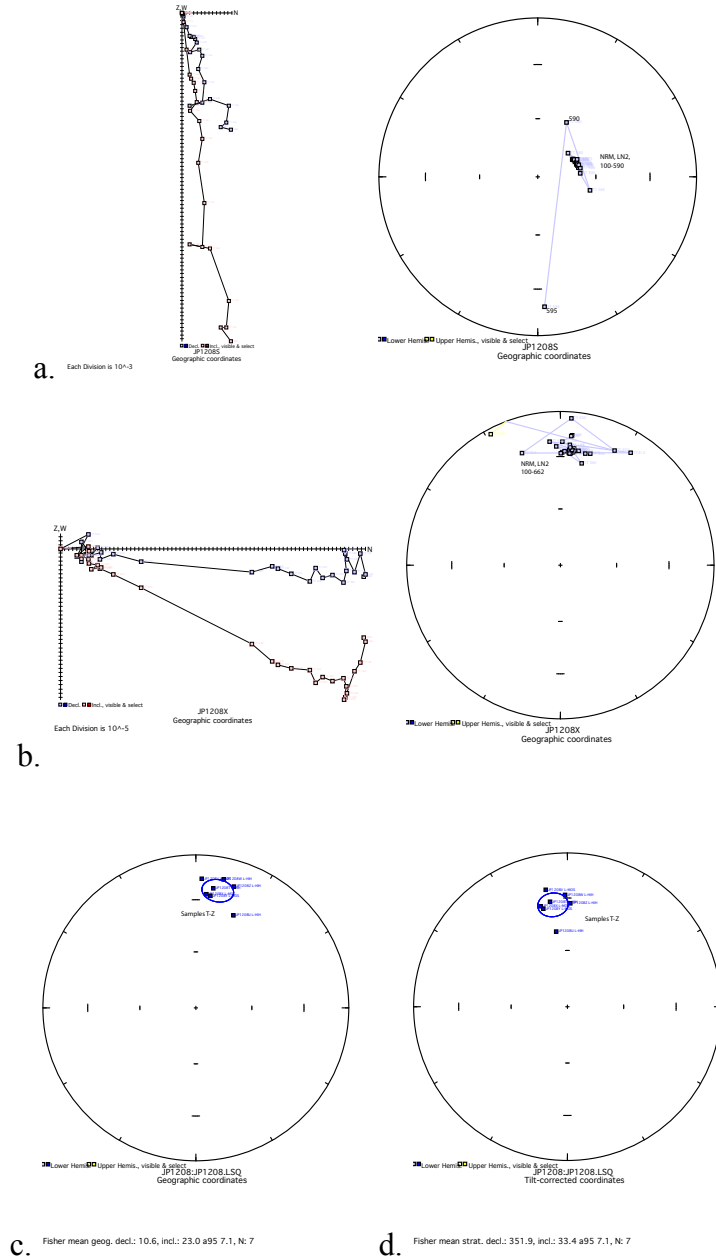 Z,W
N
590
NRM, LN2,
100-590
595
Decl. Incl., visible & select
JP1208S
Geographic coordinates
Lower Hemis. Upper Hemis., visible & select
JP1208S
Geographic coordinates
a.
Each Division is 10^-3
NRM, LN2
100-662
Z,W
N
Decl. Incl., visible & select
JP1208X
Geographic coordinates
Lower Hemis. Upper Hemis., visible & select
JP1208X
Geographic coordinates
Each Division is 10^-5
b.
Samples T-Z
Samples T-Z
Lower Hemis. Upper Hemis., visible & select
JP1208:JP1208.LSQ
Geographic coordinates
Lower Hemis. Upper Hemis., visible & select
JP1208:JP1208.LSQ
Tilt-corrected coordinates
c.
Fisher mean geog. decl.: 10.6, incl.: 23.0 a95 7.1, N: 7
d.
Fisher mean strat. decl.: 351.9, incl.: 33.4 a95 7.1, N: 7